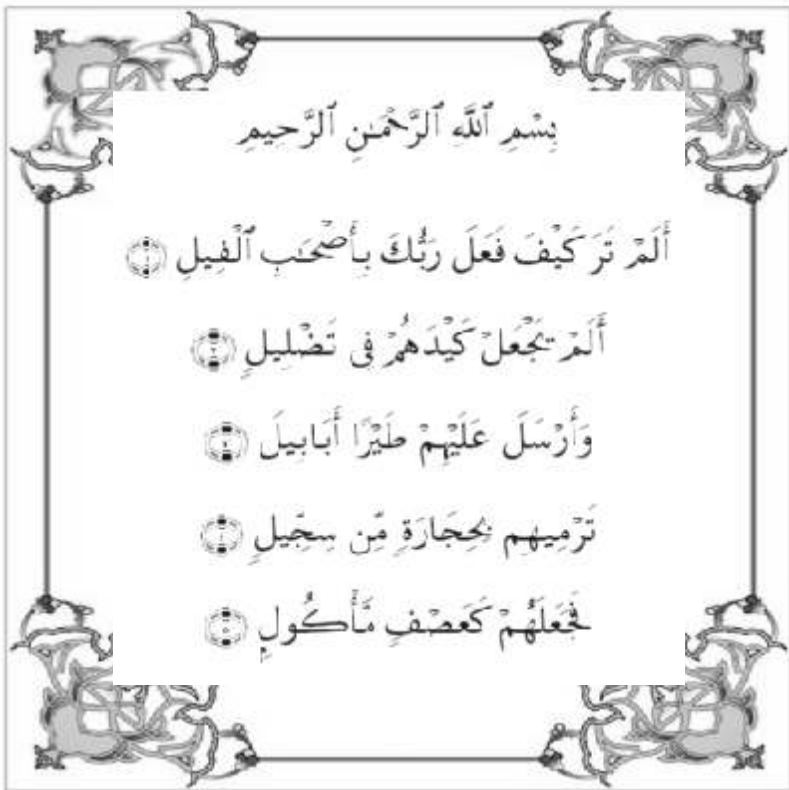 بِسْمِ ٱللَّهِ ٱلرَّحْمَٰنِ ٱلرَّحِيمِ
أَلَمْ تَرَ كَيْفَ فَعَلَ رَبُّكَ بِأَصْحَٰبِ ٱلْفِيلِ ١
أَلَمْ يَجْعَلْ كَيْدَهُمْ فِى تَضْلِيلٍ ٢
وَأَرْسَلَ عَلَيْهِمْ طَيْرًا أَبَابِيلَ ٣
تَرْمِيهِم بِحِجَارَةٍ مِّن سِجِّيلٍ ٤
فَجَعَلَهُمْ كَعَصْفٍ مَّأْكُولٍ ٥